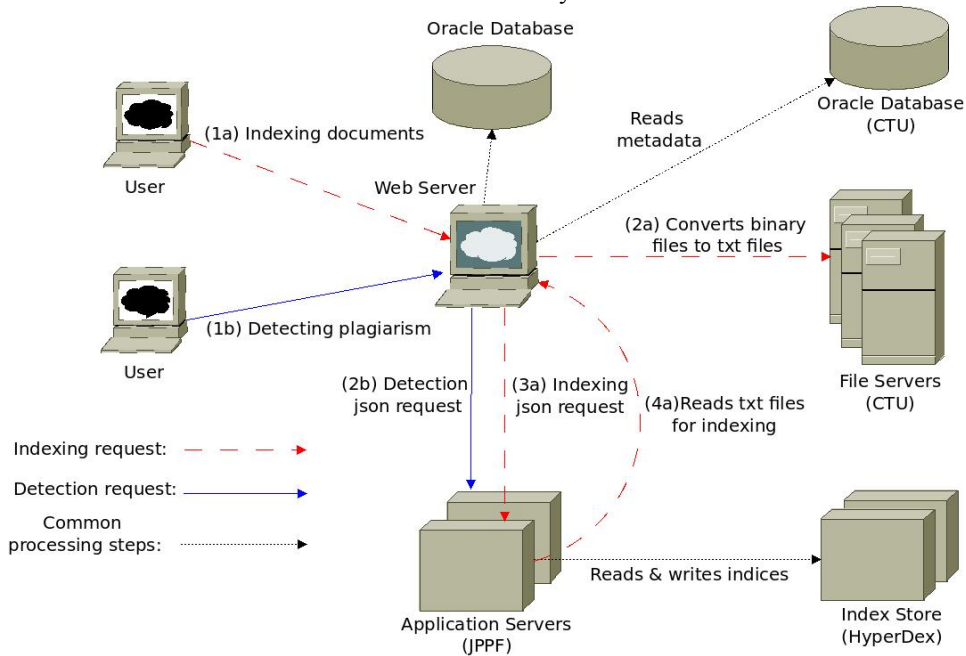 Oracle Database
Oracle Database
(CTU)
Reads
metadata
(1a) Indexing documents
User
Web Server
(2a) Converts binary
files to txt files
(1b) Detecting plagiarism
User
File Servers
(CTU)
(2b) Detection
json request
(3a) Indexing
json request
(4a)Reads txt files
for indexing
Indexing request:
Detection request:
Common
processing steps:
Reads & writes indices
Application Servers
(JPPF)
Index Store
(HyperDex)